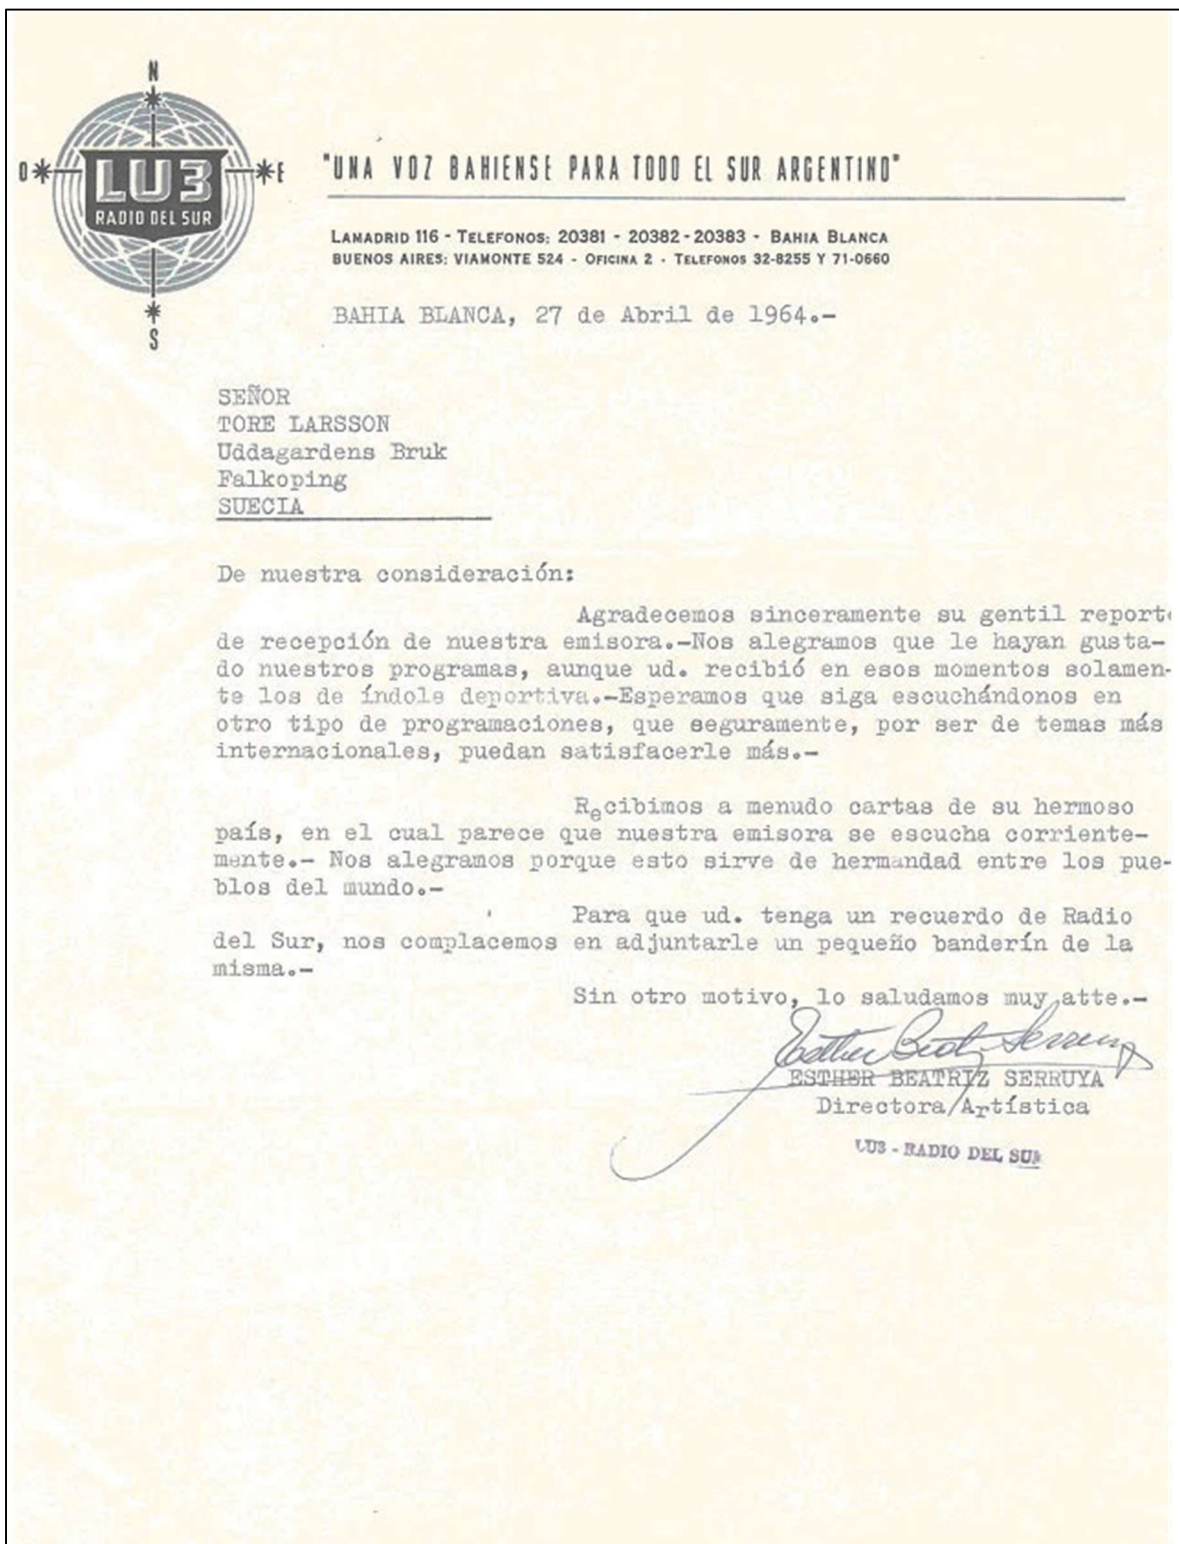 N
O E
LU3
RADIO DEL SUR
S
"UNA VOZ BAHIENSE PARA TODO EL SUR ARGENTINO"
LAMADRID 116 - TELEFONOS: 20381 - 20382 - 20383 - BAHIA BLANCA
BUENOS AIRES: VIAMONTE 524 - OFICINA 2 - TELEFONOS 32-8255 Y 71-0660
BAHIA BLANCA, 27 de Abril de 1964.-
SEÑOR
TORE LARSSON
Uddagardens Bruk
Falkoping
SUECIA
De nuestra consideración:
Agradecemos sinceramente su gentil reporte
de recepción de nuestra emisora.-Nos alegramos que le hayan gusta-
do nuestros programas, aunque ud. recibió en esos momentos solamen-
te los de índole deportiva.-Esperamos que siga escuchándonos en
otro tipo de programaciones, que seguramente, por ser de temas más
internacionales, puedan satisfacerle más.-
Recibimos a menudo cartas de su hermoso
país, en el cual parece que nuestra emisora se escucha corriente-
mente.- Nos alegramos porque esto sirve de hermandad entre los pue-
blos del mundo.-
Para que ud. tenga un recuerdo de Radio
del Sur, nos complacemos en adjuntarle un pequeño banderín de la
misma.-
Sin otro motivo, lo saludamos muy atte.-
Esther Beatriz Serruya
ESTHER BEATRIZ SERRUYA
Directora Artística
LU3 - RADIO DEL SUR